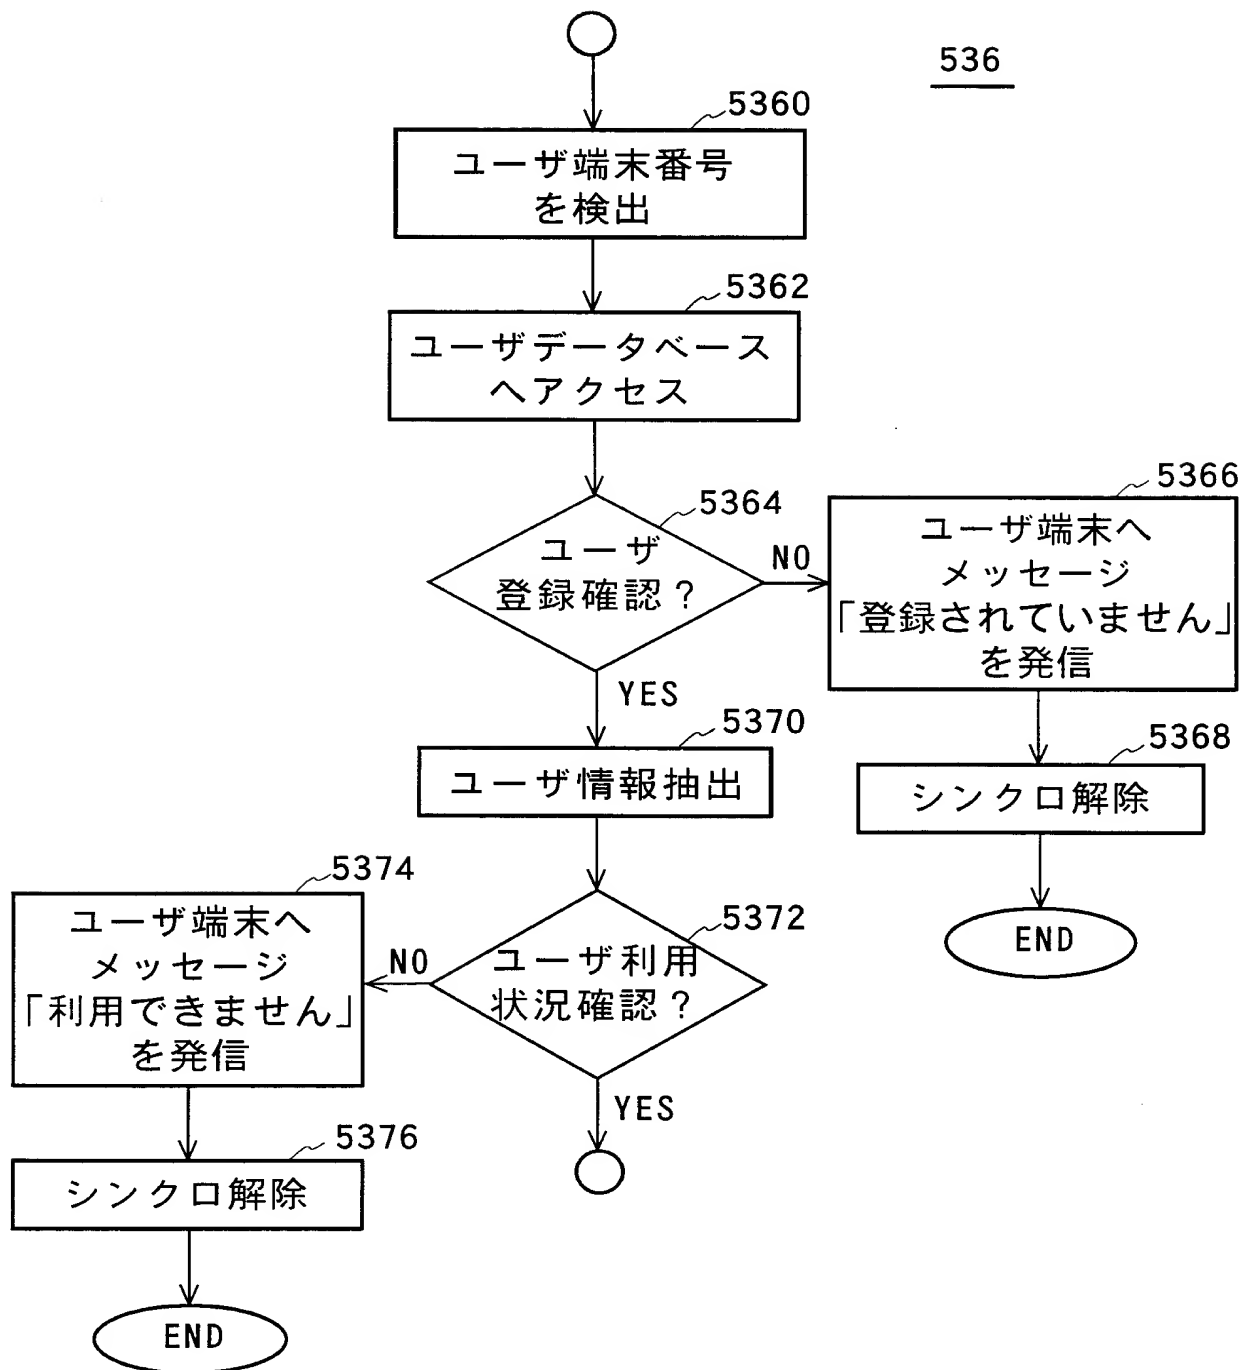 536
5360
ユーザ端末番号
を検出
5362
ユーザデータベース
へアクセス
5364
ユーザ
登録確認?
NO
5366
ユーザ端末へ
メッセージ
「登録されていません」
を発信
5368
シンクロ解除
END
YES
5370
ユーザ情報抽出
5372
ユーザ利用
状況確認?
NO
5374
ユーザ端末へ
メッセージ
「利用できません」
を発信
5376
シンクロ解除
END
YES